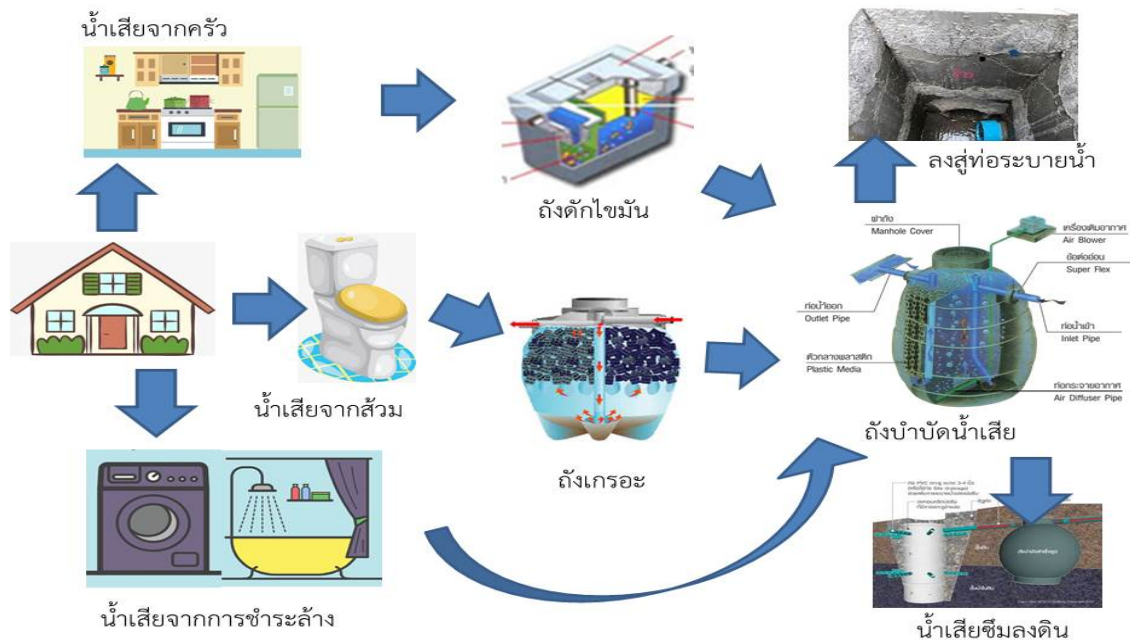 น้ำเสียจากครัว
ถังดักไขมัน
ลงสู่ท่อระบายน้ำ
ฝาถัง
Manhole Cover
เครื่องเติมอากาศ
Air Blower
ข้อต่ออ่อน
Super Flex
ท่อน้ำออก
Outlet Pipe
ท่อน้ำเข้า
Inlet Pipe
ตัวกลางพลาสติก
Plastic Media
ท่อกระจายอากาศ
Air Diffuser Pipe
น้ำเสียจากส้วม
ถังบำบัดน้ำเสีย
ถังเกรอะ
น้ำเสียจากการชำระล้าง
น้ำเสียซึมลงดิน